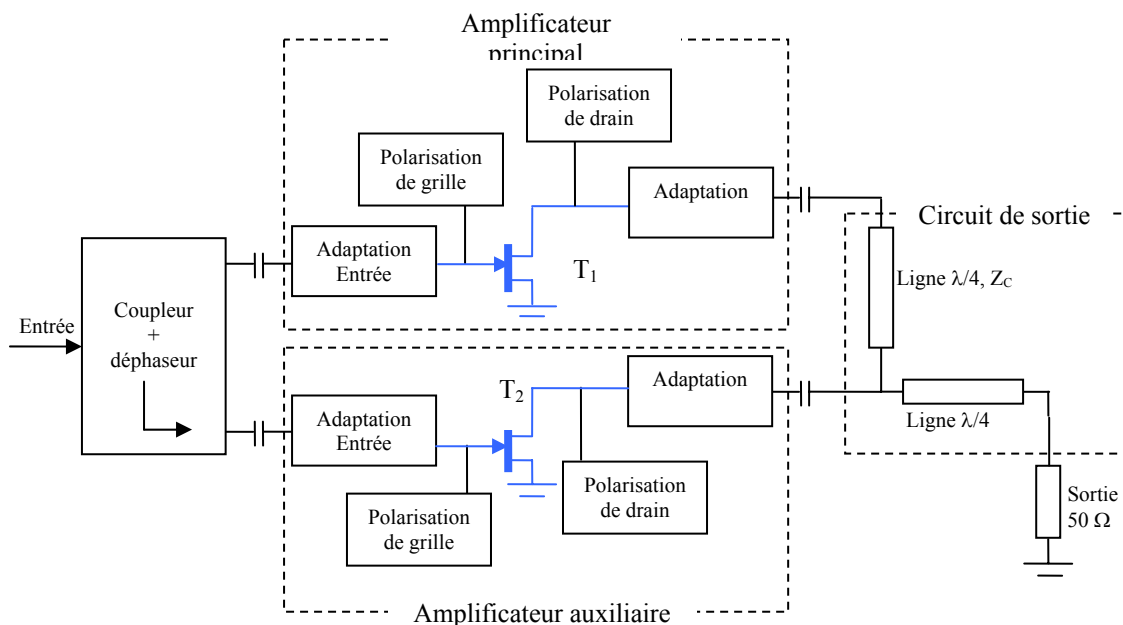 Amplificateur
principal
Polarisation
de drain
Polarisation
de grille
Adaptation
Circuit de sortie
Adaptation
Entrée
T1
Ligne λ/4, ZC
Coupleur
+
déphaseur
Entrée
Adaptation
T2
Adaptation
Entrée
Ligne λ/4
Polarisation
de drain
Polarisation
de grille
Sortie
50 Ω
Amplificateur auxiliaire